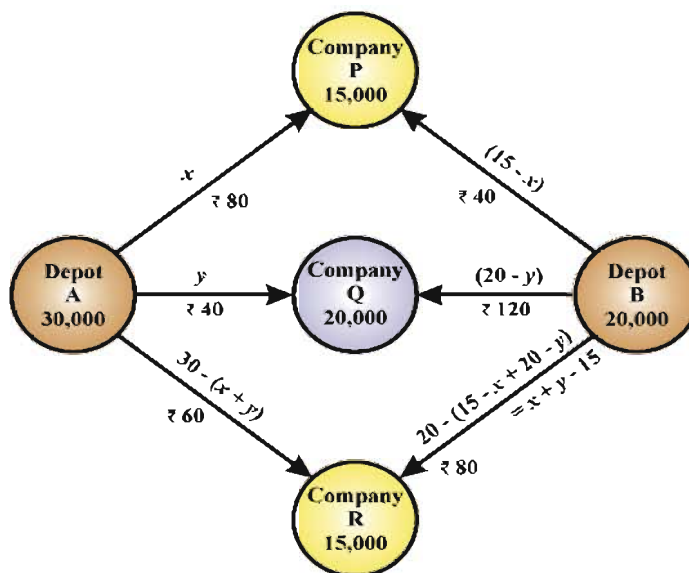 Company
P
15,000
x
₹ 80
(15 - x)
₹ 40
Depot
A
30,000
y
₹ 40
Company
Q
20,000
(20 - y)
₹ 120
Depot
B
20,000
30 - (x + y)
₹ 60
20 - (15 - x + 20 - y)
= x + y - 15
₹ 80
Company
R
15,000